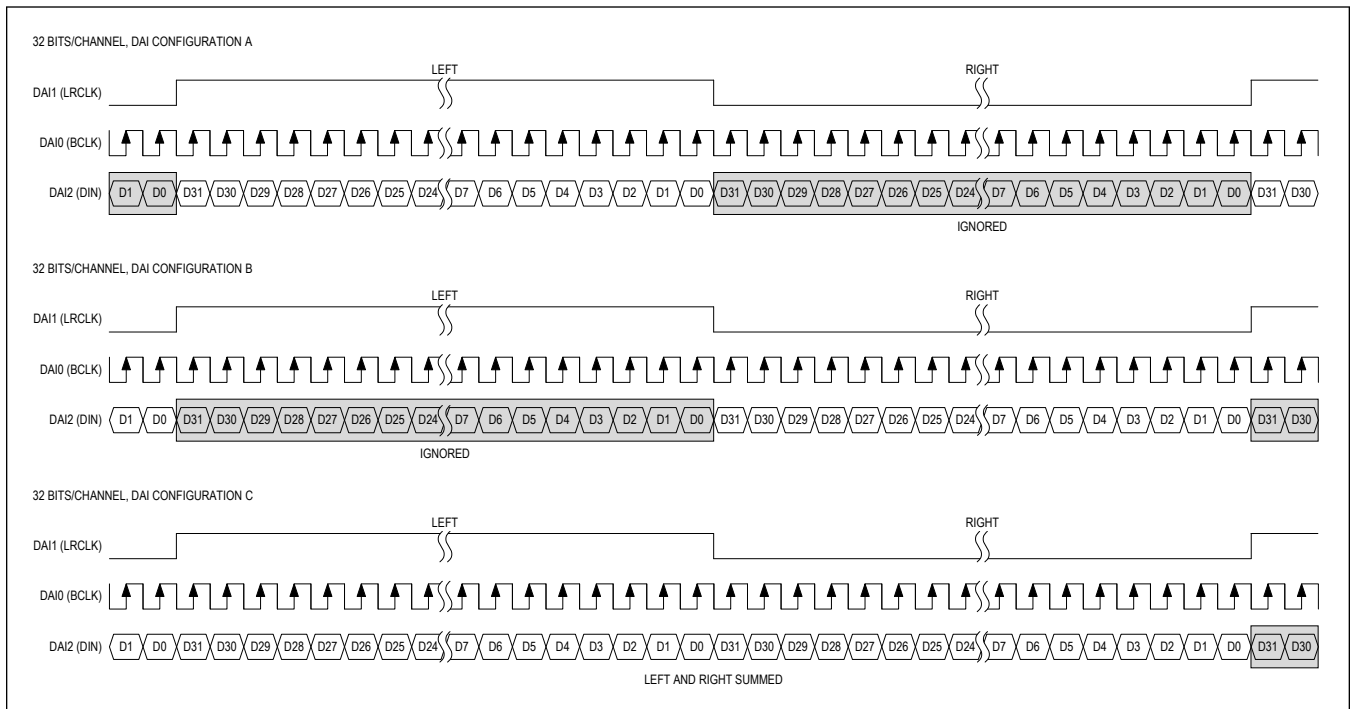 32 BITS/CHANNEL, DAI CONFIGURATION A
LEFT RIGHT
DAI1 (LRCLK)
DAI0 (BCLK)
DAI2 (DIN) D1 D0 D31 D30 D29 D28 D27 D26 D25 D24 D7 D6 D5 D4 D3 D2 D1 D0 D31 D30 D29 D28 D27 D26 D25 D24 D7 D6 D5 D4 D3 D2 D1 D0 D31 D30
IGNORED
32 BITS/CHANNEL, DAI CONFIGURATION B
LEFT RIGHT
DAI1 (LRCLK)
DAI0 (BCLK)
DAI2 (DIN) D1 D0 D31 D30 D29 D28 D27 D26 D25 D24 D7 D6 D5 D4 D3 D2 D1 D0 D31 D30 D29 D28 D27 D26 D25 D24 D7 D6 D5 D4 D3 D2 D1 D0 D31 D30
IGNORED
32 BITS/CHANNEL, DAI CONFIGURATION C
LEFT RIGHT
DAI1 (LRCLK)
DAI0 (BCLK)
DAI2 (DIN) D1 D0 D31 D30 D29 D28 D27 D26 D25 D24 D7 D6 D5 D4 D3 D2 D1 D0 D31 D30 D29 D28 D27 D26 D25 D24 D7 D6 D5 D4 D3 D2 D1 D0 D31 D30
LEFT AND RIGHT SUMMED